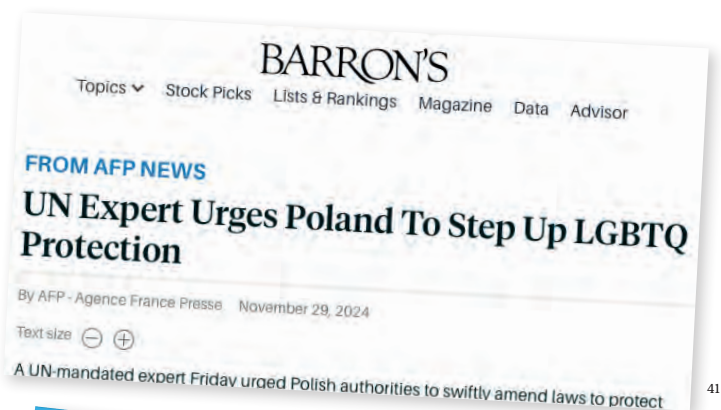 BARRON'S
Topics Stock Picks Lists & Rankings Magazine Data Advisor
FROM AFP NEWS
UN Expert Urges Poland To Step Up LGBTQ
Protection
By AFP - Agence France Presse November 29, 2024
Text size
A UN-mandated expert Friday urged Polish authorities to swiftly amend laws to protect
41